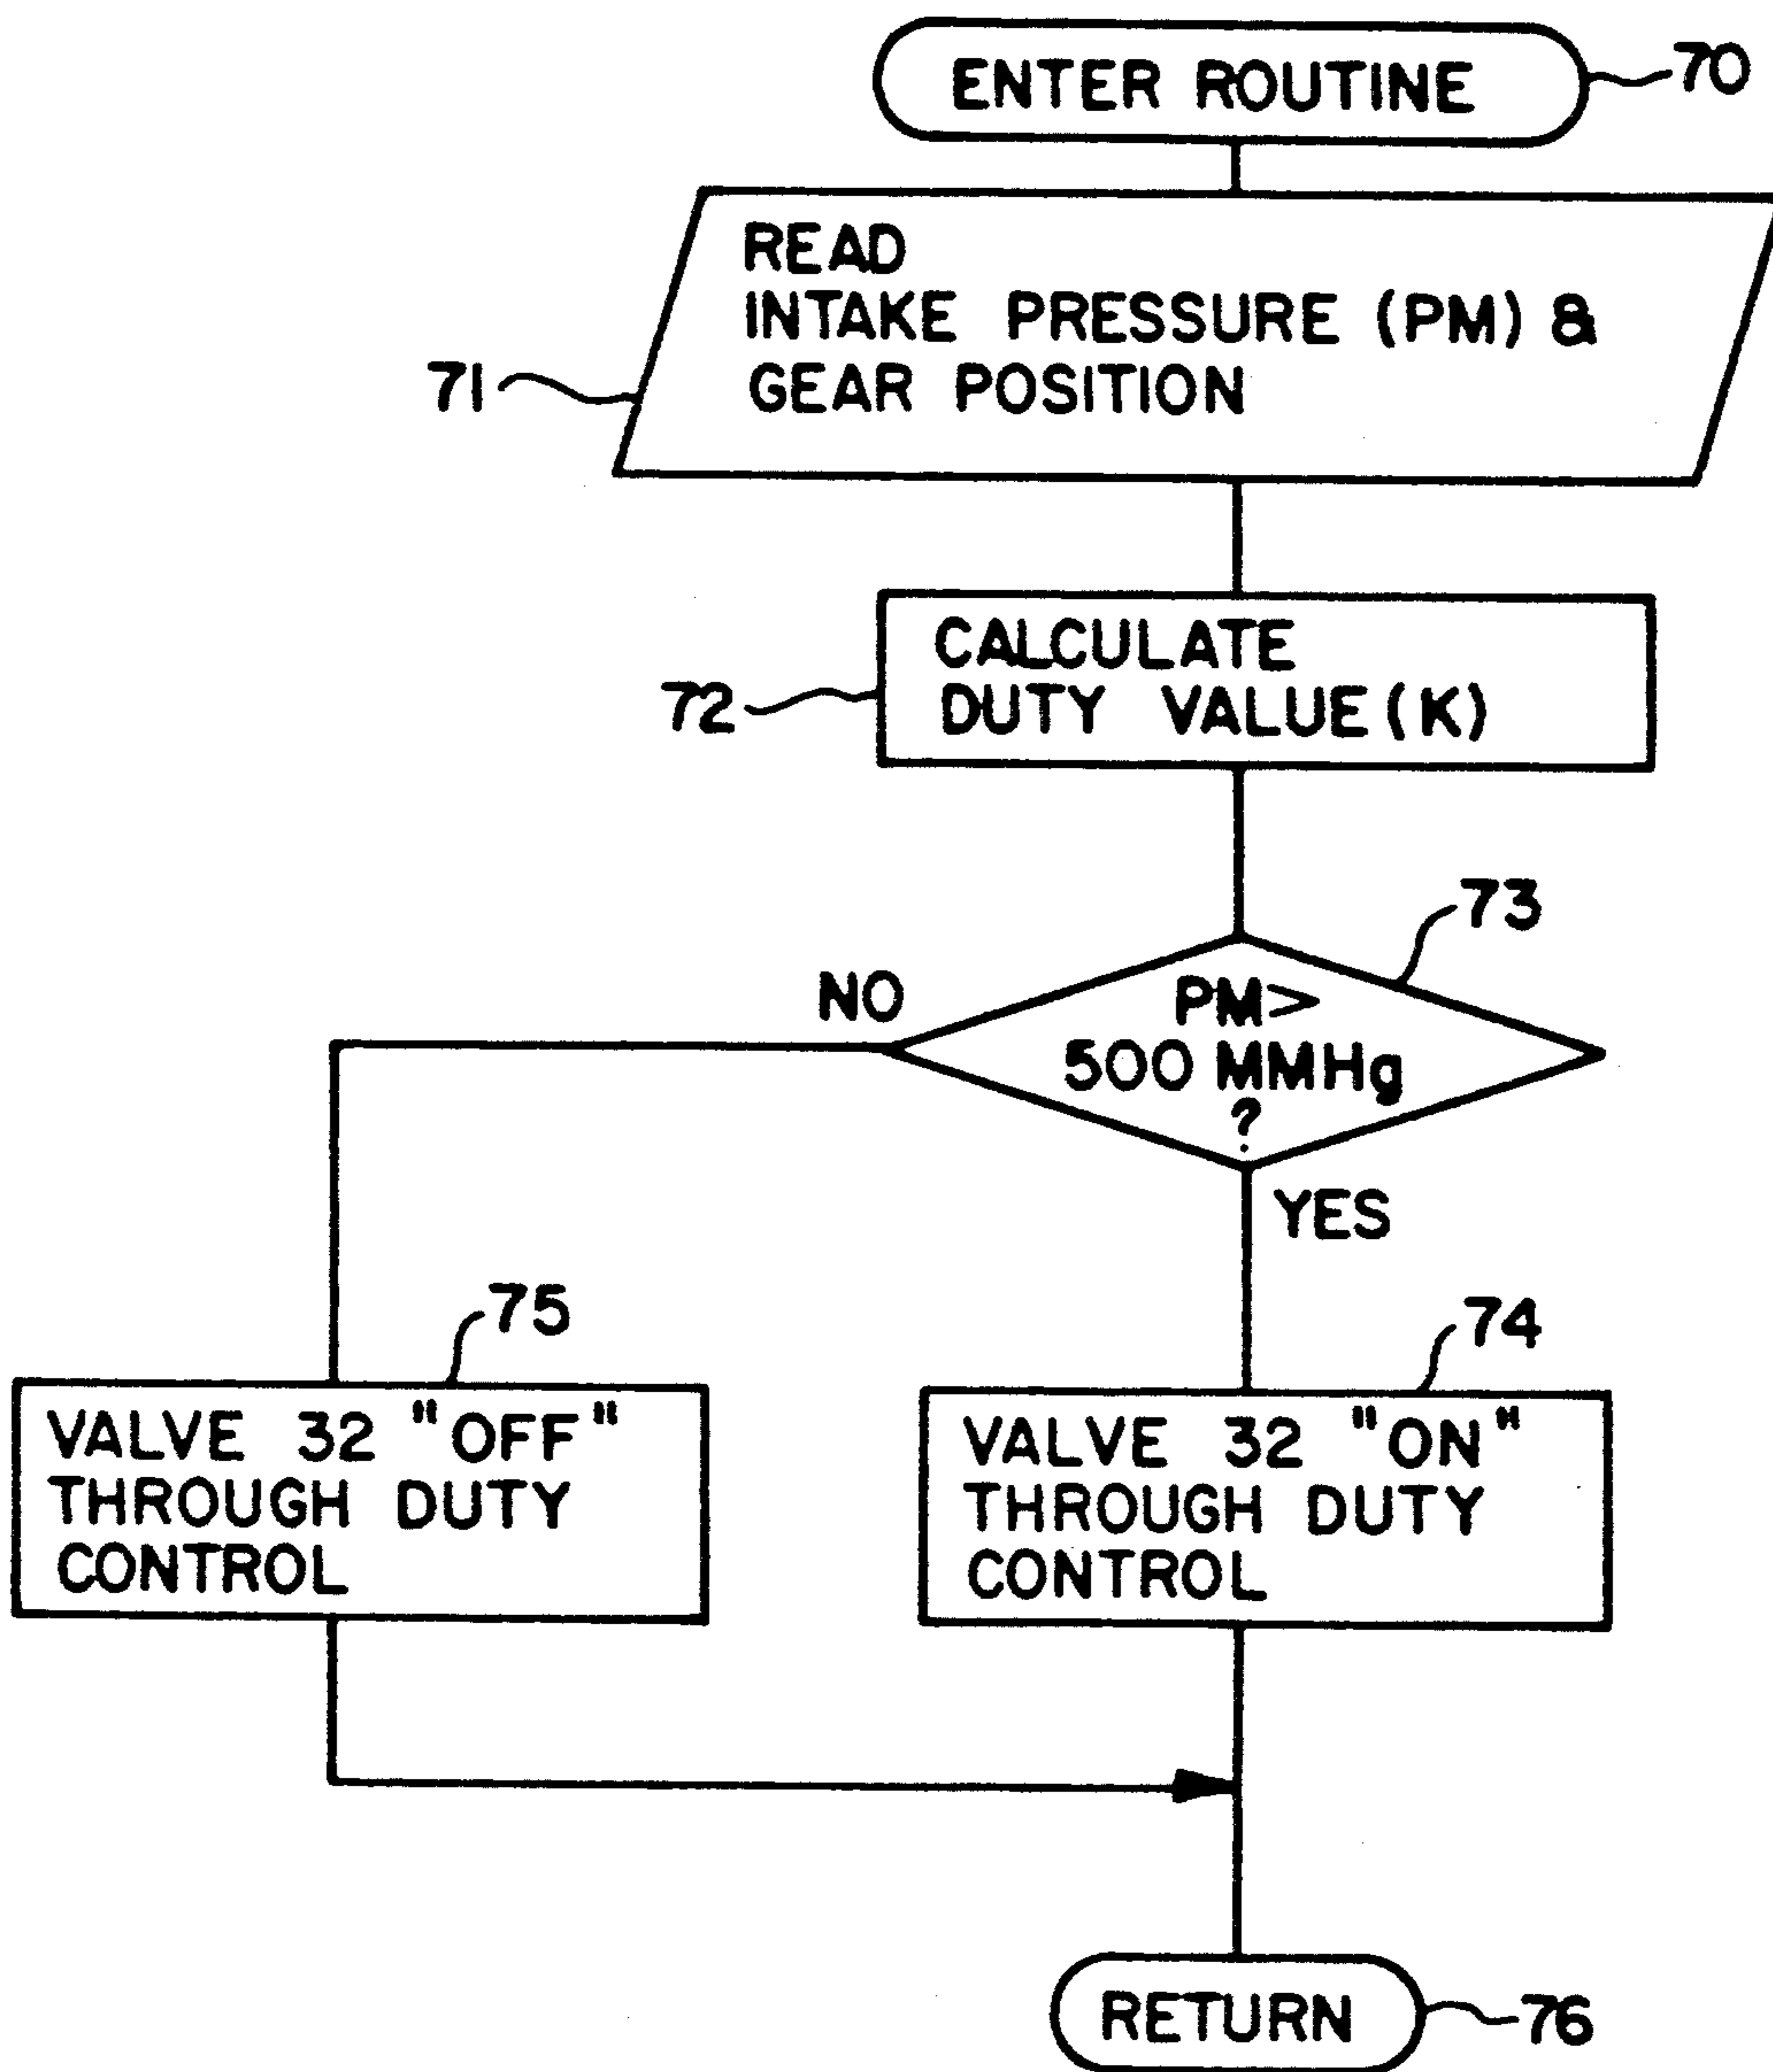 ENTER ROUTINE
70
READ
INTAKE PRESSURE (PM) &
GEAR POSITION
71
CALCULATE
DUTY VALUE (K)
72
73
PM>
500 MMHg
?
NO
YES
75
VALVE 32 "OFF"
THROUGH DUTY
CONTROL
74
VALVE 32 "ON"
THROUGH DUTY
CONTROL
RETURN
76